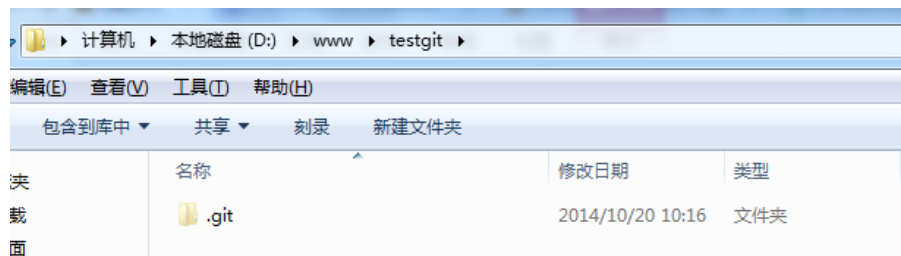 计算机 ▸ 本地磁盘 (D:) ▸ www ▸ testgit ▸
编辑(E) 查看(V) 工具(T) 帮助(H)
包含到库中 ▼ 共享 ▼ 刻录 新建文件夹
名称 修改日期 类型
夹
.git 2014/10/20 10:16 文件夹
载
面